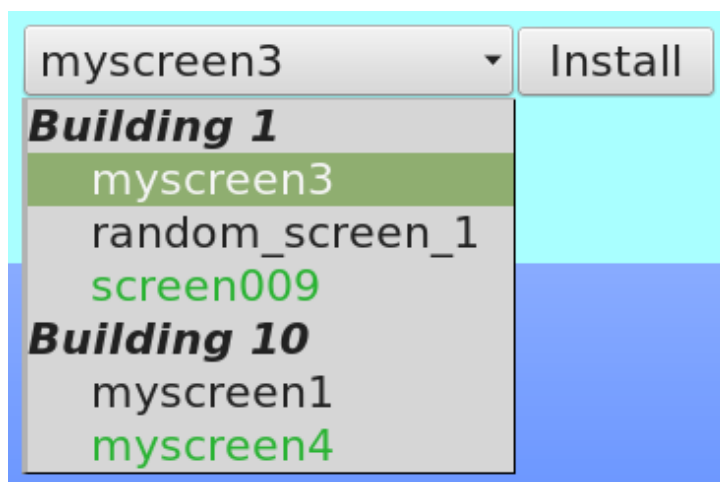 myscreen3 Install
Building 1
myscreen3
random_screen_1
screen009
Building 10
myscreen1
myscreen4